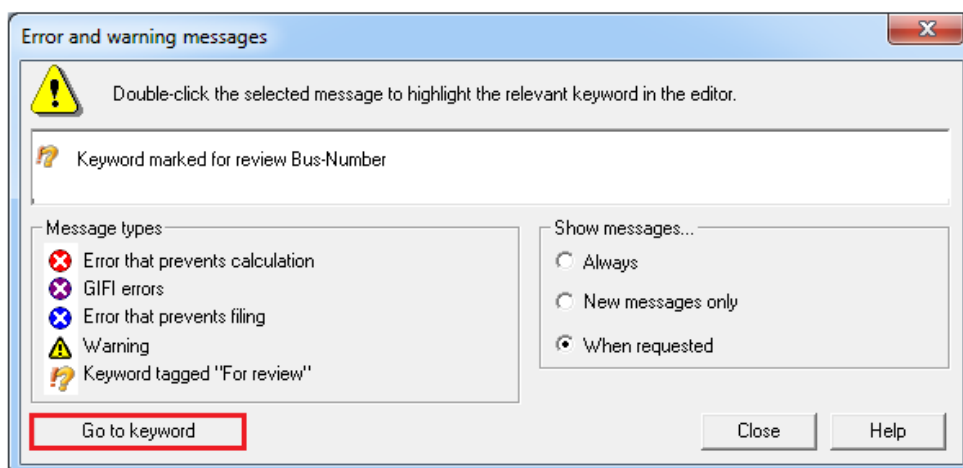 Error and warning messages
Double-click the selected message to highlight the relevant keyword in the editor.
Keyword marked for review Bus-Number
Message types
Error that prevents calculation
GIFI errors
Error that prevents filing
Warning
Keyword tagged "For review"
Show messages...
Always
New messages only
When requested
Go to keyword
Close
Help